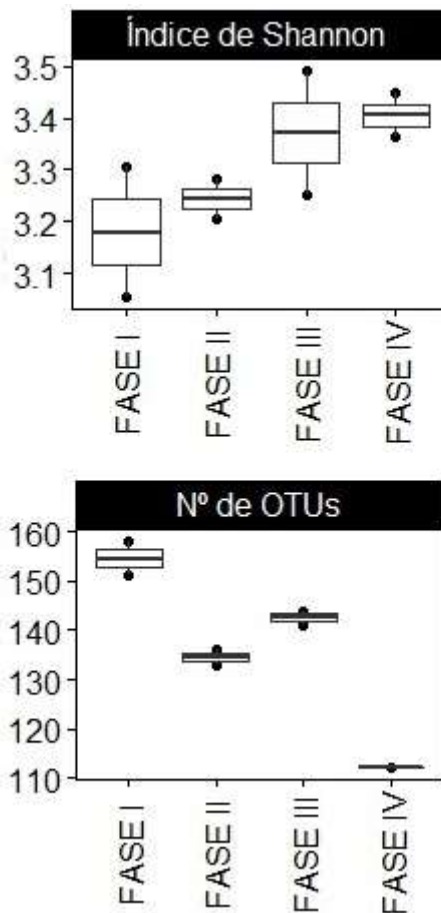 Índice de Shannon
3.5
3.4
3.3
3.2
3.1
FASE I
FASE II
FASE III
FASE IV
Nº de OTUs
160
150
140
130
120
110
FASE I
FASE II
FASE III
FASE IV